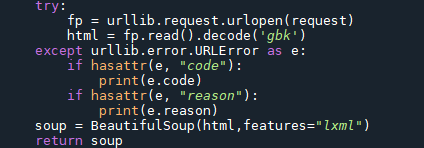 try:
    fp = urllib.request.urlopen(request)
    html = fp.read().decode('gbk')
except urllib.error.URLError as e:
    if hasattr(e, "code"):
        print(e.code)
    if hasattr(e, "reason"):
        print(e.reason)
soup = BeautifulSoup(html,features="lxml")
return soup